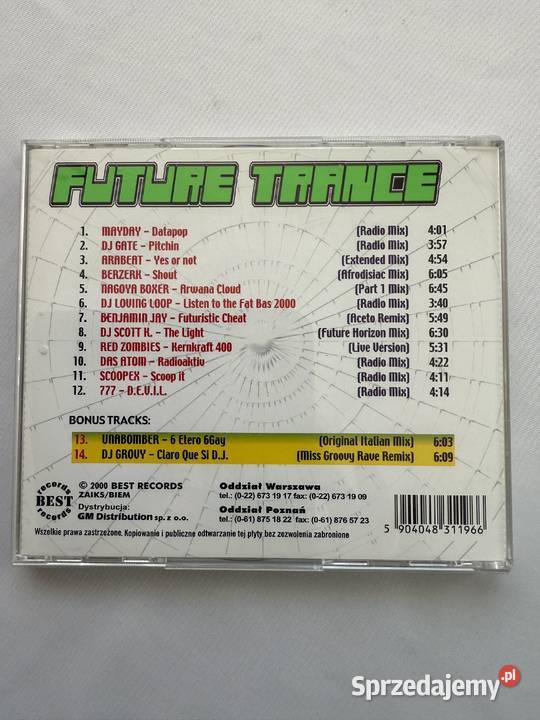 FUTURE TRANCE
1. MAYDAY – Datapop (Radio Mix) 4:01
2. DJ GATE – Pitchin (Radio Mix) 3:57
3. ARABEAT – Yes or not (Extended Mix) 4:54
4. BERZERK – Shout (Afrodisiac Mix) 6:05
5. NAGOYA BOXER – Arwana Cloud (Part 1 Mix) 6:45
6. DJ LOVING LOOP – Listen to the Fat Bas 2000 (Radio Mix) 3:40
7. BENJAMIN JAY – Futuristic Cheat (Aceto Remix) 5:49
8. DJ SCOTT K. – The Light (Future Horizon Mix) 6:30
9. RED ZOMBIES – Kernkraft 400 (Live Version) 5:31
10. DAS ATOM – Radioaktiv (Radio Mix) 4:22
11. SCOOPEX – Scoop it (Radio Mix) 4:11
12. 777 – D.E.V.I.L. (Radio Mix) 4:14
BONUS TRACKS:
13. UNABOMBER – 6 Etero 6Gay (Original Italian Mix) 6:03
14. DJ GROVY – Claro Que Si D.J. (Miss Groovy Rave Remix) 6:09
records
BEST
records
© 2000 BEST RECORDS
ZAIKS/BIEM
Dystrybucja:
GM Distribution sp. z o.o.
Oddział Warszawa
tel.: (0-22) 673 19 17 fax: (0-22) 673 19 09
Oddział Poznań
tel.: (0-61) 875 18 22 fax: (0-61) 876 57 23
5 904048 311966
Wszelkie prawa zastrzeżone. Kopiowanie i publiczne odtwarzanie tej płyty bez zezwolenia zabronione
Sprzedajemy.pl